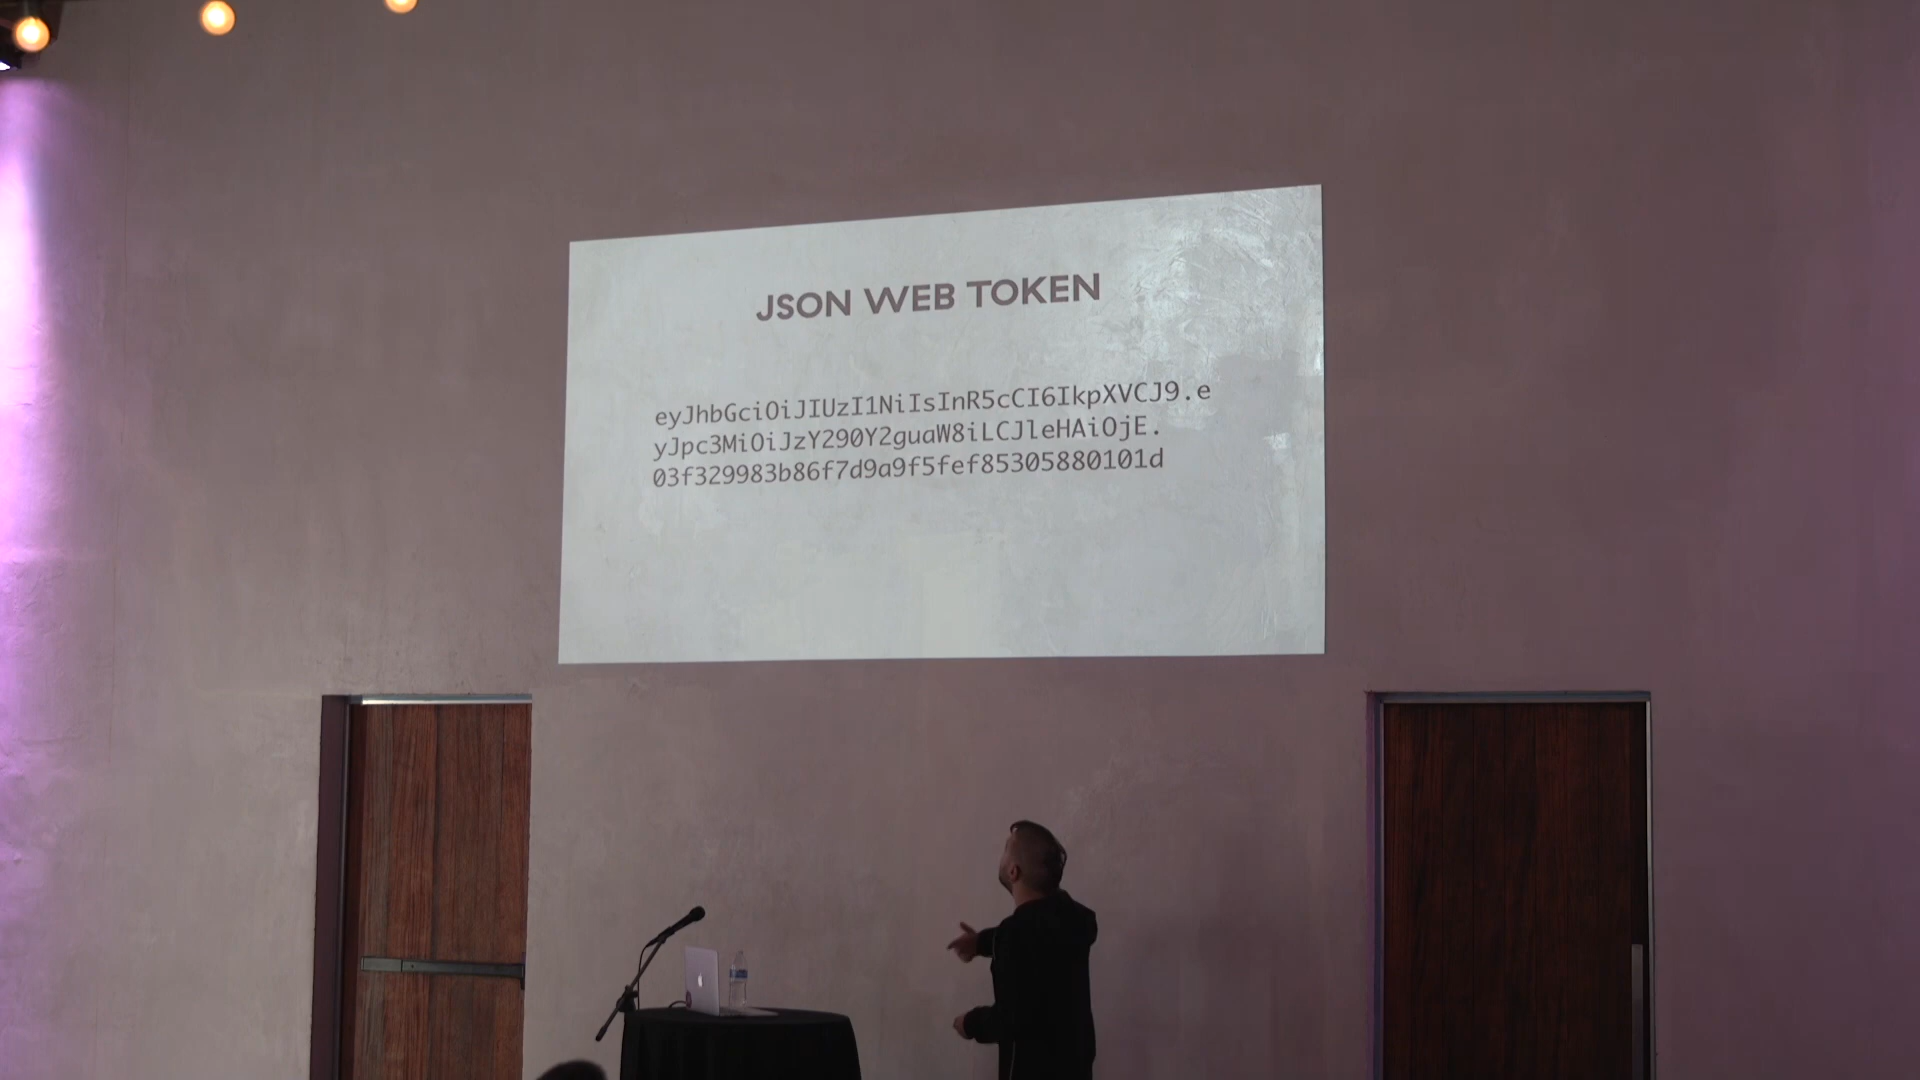 JSON WEB TOKEN
eyJhbGciOiJIUzI1NiIsInR5cCI6IkpXVCJ9.e
yJpc3MiOiJzY290Y2guaW8iLCJleHAiOjE.
03f329983b86f7d9a9f5fef85305880101d